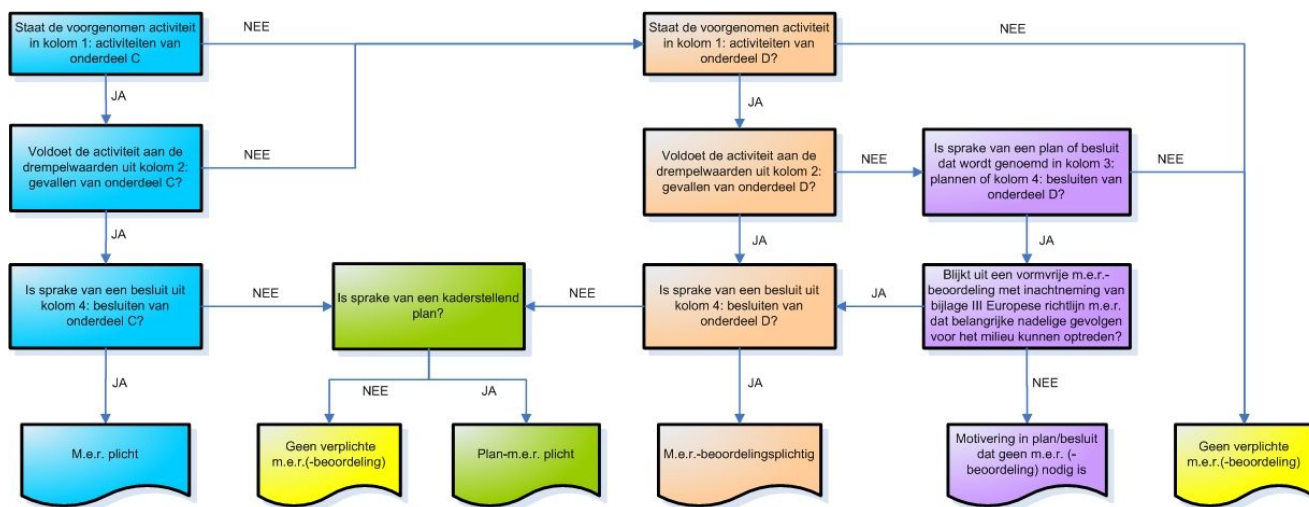 Staat de voorgenomen activiteit
in kolom 1: activiteiten van
onderdeel C
NEE
Staat de voorgenomen activiteit
in kolom 1: activiteiten van
onderdeel D?
NEE
JA
JA
Voldoet de activiteit aan de
drempelwaarden uit kolom 2:
gevallen van onderdeel C?
NEE
Voldoet de activiteit aan de
drempelwaarden uit kolom 2:
gevallen van onderdeel D?
NEE
Is sprake van een plan of besluit
dat wordt genoemd in kolom 3:
plannen of kolom 4: besluiten van
onderdeel D?
NEE
JA
JA
JA
Is sprake van een besluit uit
kolom 4: besluiten van
onderdeel C?
NEE
Is sprake van een kaderstellend
plan?
NEE
Is sprake van een besluit uit
kolom 4: besluiten van
onderdeel D?
JA
Blijkt uit een vormvrije m.e.r.-
beoordeling met inachtneming van
bijlage III Europese richtlijn m.e.r.
dat belangrijke nadelige gevolgen
voor het milieu kunnen optreden?
JA
NEE
JA
JA
NEE
M.e.r. plicht
Geen verplichte
m.e.r.(-beoordeling)
Plan-m.e.r. plicht
M.e.r.-beoordelingsplichtig
Motivering in plan/besluit
dat geen m.e.r. (-
beoordeling) nodig is
Geen verplichte
m.e.r.(-beoordeling)